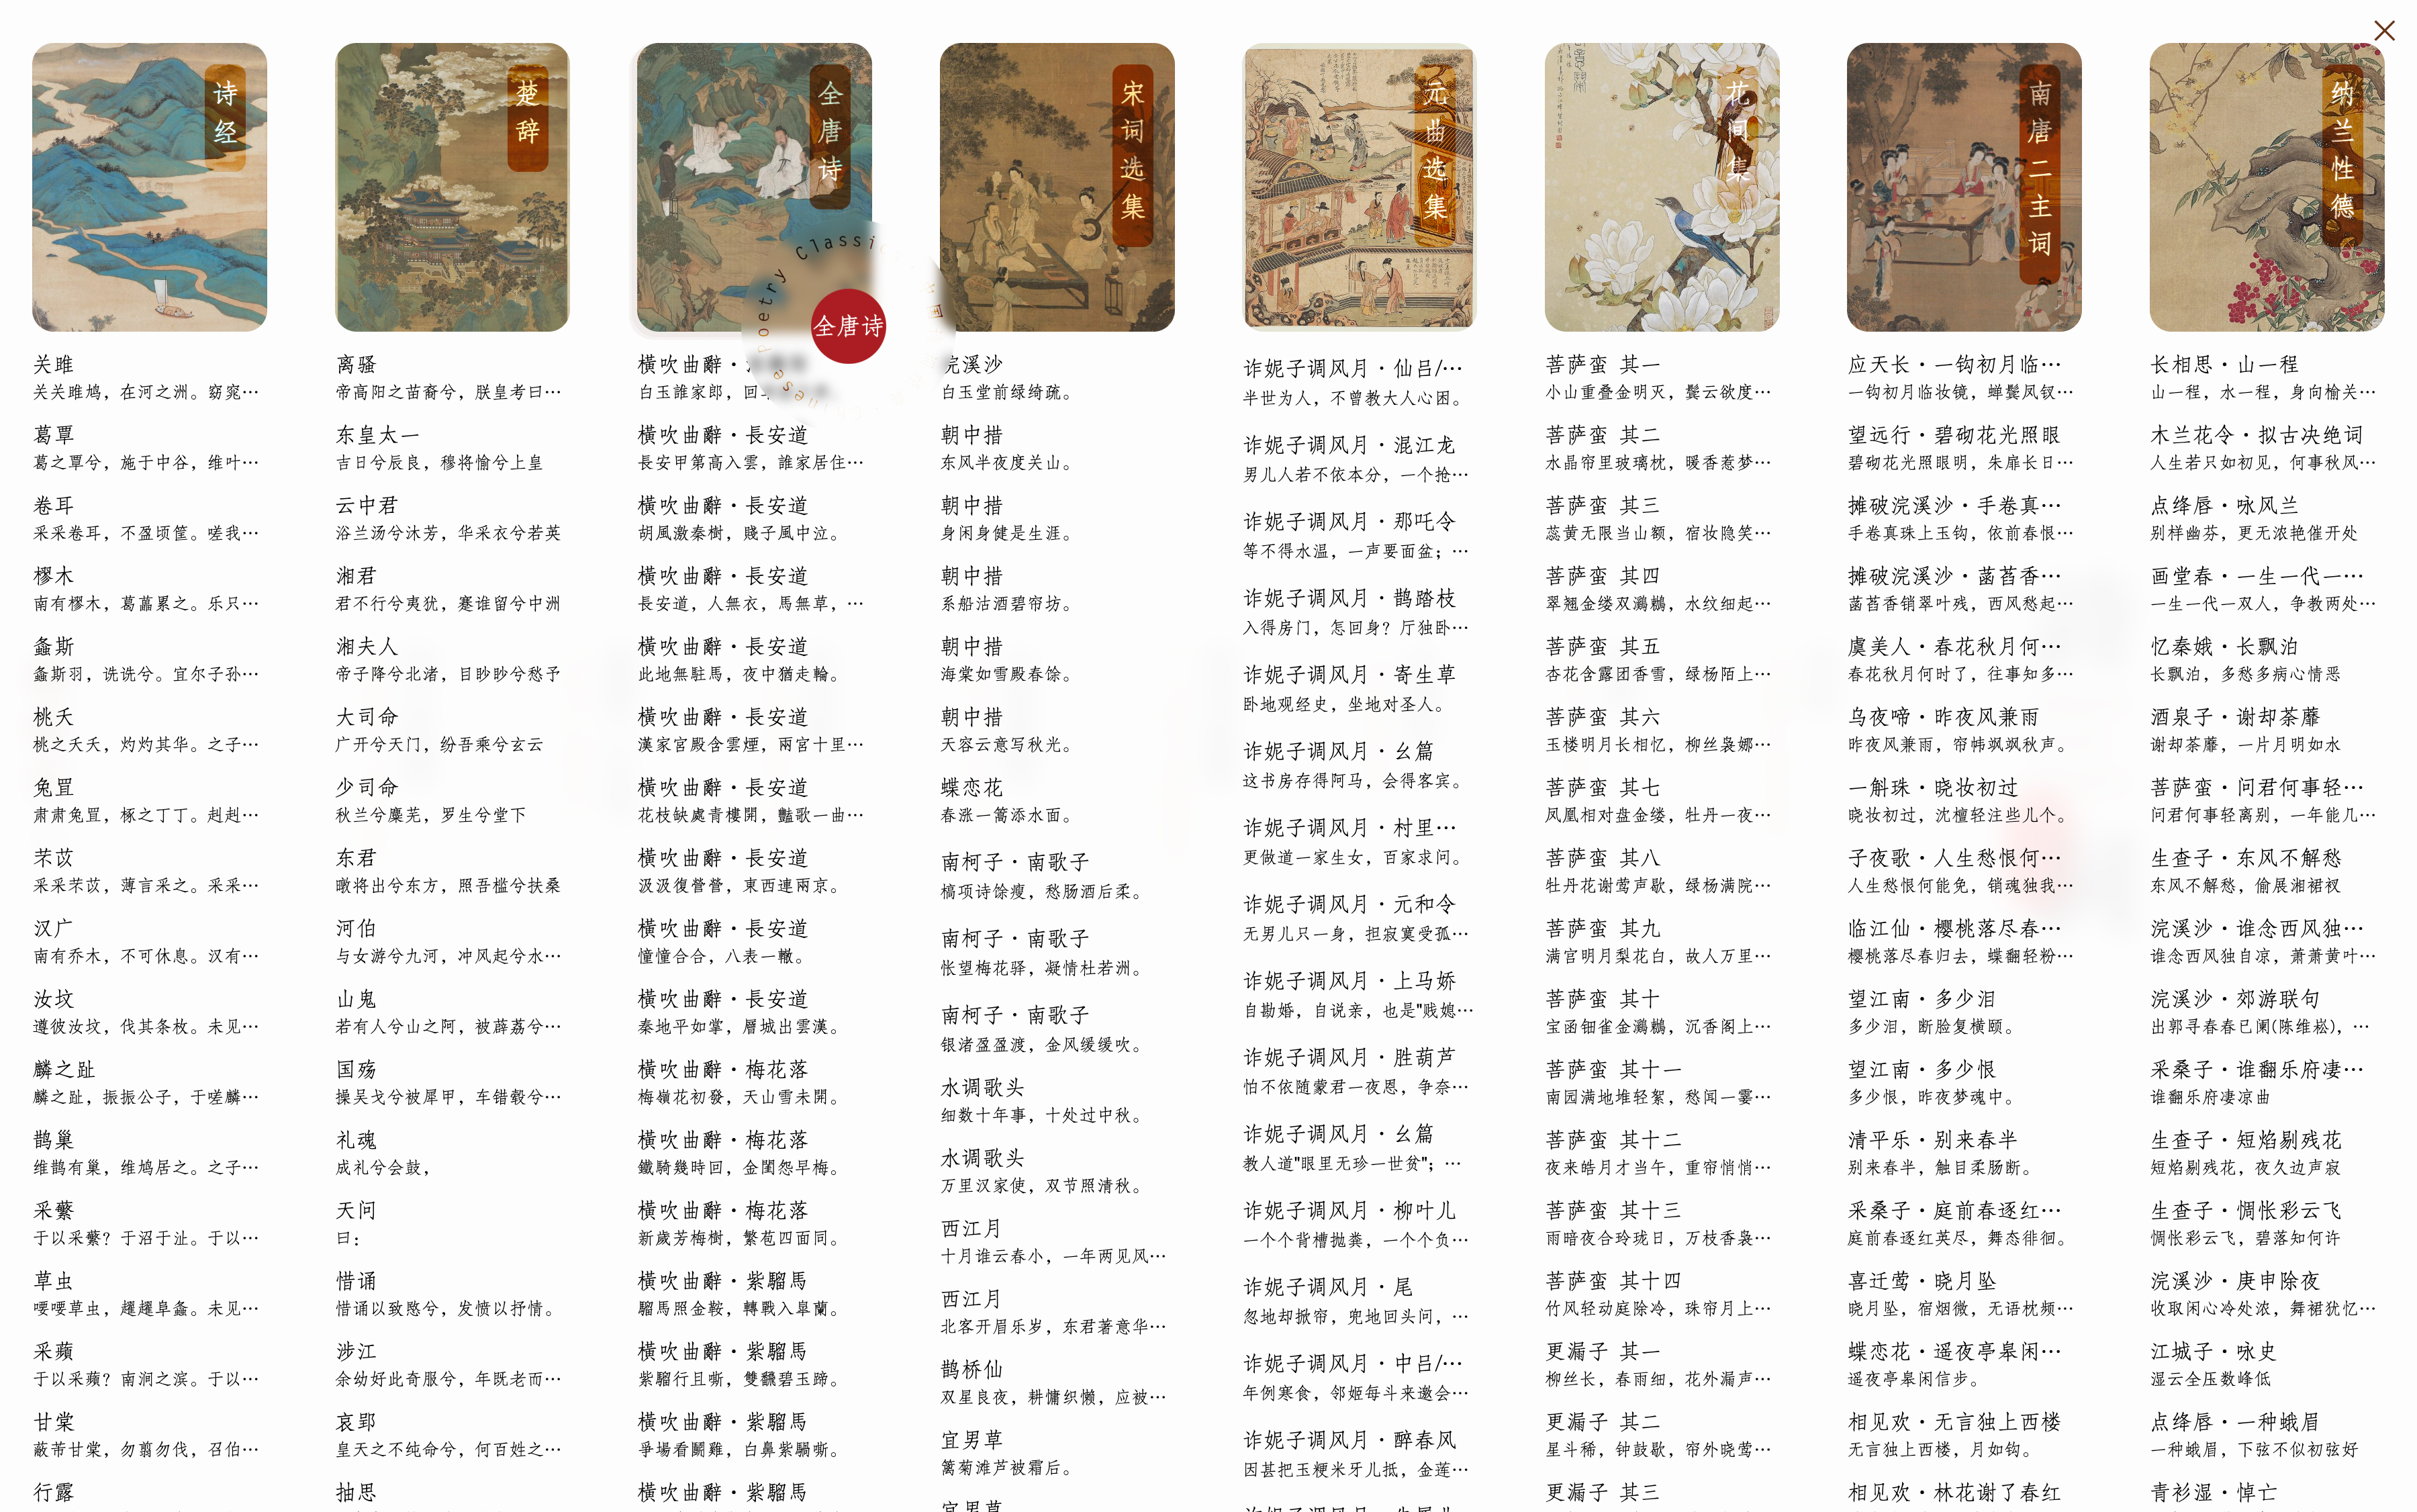 诗经
关雎
关关雎鸠，在河之洲。窈窕…
葛覃
葛之覃兮，施于中谷，维叶…
卷耳
采采卷耳，不盈顷筐。嗟我…
樛木
南有樛木，葛藟累之。乐只…
螽斯
螽斯羽，诜诜兮。宜尔子孙…
桃夭
桃之夭夭，灼灼其华。之子…
兔罝
肃肃兔罝，椓之丁丁。赳赳…
芣苡
采采芣苡，薄言采之。采采…
汉广
南有乔木，不可休息。汉有…
汝坟
遵彼汝坟，伐其条枚。未见…
麟之趾
麟之趾，振振公子，于嗟麟…
鹊巢
维鹊有巢，维鸠居之。之子…
采蘩
于以采蘩？于沼于沚。于以…
草虫
喓喓草虫，趯趯阜螽。未见…
采蘋
于以采蘋？南涧之滨。于以…
甘棠
蔽芾甘棠，勿翦勿伐，召伯…
行露
楚辞
离骚
帝高阳之苗裔兮，朕皇考曰…
东皇太一
吉日兮辰良，穆将愉兮上皇
云中君
浴兰汤兮沐芳，华采衣兮若英
湘君
君不行兮夷犹，蹇谁留兮中洲
湘夫人
帝子降兮北渚，目眇眇兮愁予
大司命
广开兮天门，纷吾乘兮玄云
少司命
秋兰兮麋芜，罗生兮堂下
东君
暾将出兮东方，照吾槛兮扶桑
河伯
与女游兮九河，冲风起兮水…
山鬼
若有人兮山之阿，被薜荔兮…
国殇
操吴戈兮被犀甲，车错毂兮…
礼魂
成礼兮会鼓，
天问
曰：
惜诵
惜诵以致愍兮，发愤以抒情。
涉江
余幼好此奇服兮，年既老而…
哀郢
皇天之不纯命兮，何百姓之…
抽思
全唐诗
poetry Classic
全唐诗
橫吹曲辭·
白玉誰家郎，回
橫吹曲辭·長安道
長安甲第高入雲，誰家居住…
橫吹曲辭·長安道
胡風激秦樹，賤子風中泣。
橫吹曲辭·長安道
長安道，人無衣，馬無草，…
橫吹曲辭·長安道
此地無駐馬，夜中猶走輪。
橫吹曲辭·長安道
漢家宮殿含雲煙，兩宮十里…
橫吹曲辭·長安道
花枝缺處青樓開，豔歌一曲…
橫吹曲辭·長安道
汲汲復營營，東西連兩京。
橫吹曲辭·長安道
憧憧合合，八表一轍。
橫吹曲辭·長安道
秦地平如掌，層城出雲漢。
橫吹曲辭·梅花落
梅嶺花初發，天山雪未開。
橫吹曲辭·梅花落
鐵騎幾時回，金閨怨早梅。
橫吹曲辭·梅花落
新歲芳梅樹，繁苞四面同。
橫吹曲辭·紫騮馬
騮馬照金鞍，轉戰入皋蘭。
橫吹曲辭·紫騮馬
紫騮行且嘶，雙翻碧玉蹄。
橫吹曲辭·紫騮馬
爭場看鬬雞，白鼻紫騧嘶。
橫吹曲辭·紫騮馬
宋词选集
浣溪沙
白玉堂前绿绮疏。
朝中措
东风半夜度关山。
朝中措
身闲身健是生涯。
朝中措
系船沽酒碧帘坊。
朝中措
海棠如雪殿春馀。
朝中措
天容云意写秋光。
蝶恋花
春涨一篙添水面。
南柯子·南歌子
槁项诗馀瘦，愁肠酒后柔。
南柯子·南歌子
怅望梅花驿，凝情杜若洲。
南柯子·南歌子
银渚盈盈渡，金风缓缓吹。
水调歌头
细数十年事，十处过中秋。
水调歌头
万里汉家使，双节照清秋。
西江月
十月谁云春小，一年两见风…
西江月
北客开眉乐岁，东君著意华…
鹊桥仙
双星良夜，耕慵织懒，应被…
宜男草
篱菊滩芦被霜后。
宜男草
元曲选集
诈妮子调风月·仙吕/…
半世为人，不曾教大人心困。
诈妮子调风月·混江龙
男儿人若不依本分，一个抢…
诈妮子调风月·那吒令
等不得水温，一声要面盆；…
诈妮子调风月·鹊踏枝
入得房门，怎回身？厅独卧…
诈妮子调风月·寄生草
卧地观经史，坐地对圣人。
诈妮子调风月·幺篇
这书房存得阿马，会得客宾。
诈妮子调风月·村里…
更做道一家生女，百家求问。
诈妮子调风月·元和令
无男儿只一身，担寂寞受孤…
诈妮子调风月·上马娇
自勘婚，自说亲，也是"贱媳…
诈妮子调风月·胜葫芦
怕不依随蒙君一夜恩，争奈…
诈妮子调风月·幺篇
教人道"眼里无珍一世贫"；…
诈妮子调风月·柳叶儿
一个个背槽抛粪，一个个负…
诈妮子调风月·尾
忽地却掀帘，兜地回头问，…
诈妮子调风月·中吕/…
年例寒食，邻姬每斗来邀会…
诈妮子调风月·醉春风
因甚把玉粳米牙儿抵，金莲…
花间集
菩萨蛮 其一
小山重叠金明灭，鬓云欲度…
菩萨蛮 其二
水晶帘里玻璃枕，暖香惹梦…
菩萨蛮 其三
蕊黄无限当山额，宿妆隐笑…
菩萨蛮 其四
翠翘金缕双鸂鶒，水纹细起…
菩萨蛮 其五
杏花含露团香雪，绿杨陌上…
菩萨蛮 其六
玉楼明月长相忆，柳丝袅娜…
菩萨蛮 其七
凤凰相对盘金缕，牡丹一夜…
菩萨蛮 其八
牡丹花谢莺声歇，绿杨满院…
菩萨蛮 其九
满宫明月梨花白，故人万里…
菩萨蛮 其十
宝函钿雀金鸂鶒，沉香阁上…
菩萨蛮 其十一
南园满地堆轻絮，愁闻一霎…
菩萨蛮 其十二
夜来皓月才当午，重帘悄悄…
菩萨蛮 其十三
雨暗夜合玲珑日，万枝香袅…
菩萨蛮 其十四
竹风轻动庭除冷，珠帘月上…
更漏子 其一
柳丝长，春雨细，花外漏声…
更漏子 其二
星斗稀，钟鼓歇，帘外晓莺…
更漏子 其三
南唐二主词
应天长·一钩初月临…
一钩初月临妆镜，蝉鬓凤钗…
望远行·碧砌花光照眼
碧砌花光照眼明，朱扉长日…
摊破浣溪沙·手卷真…
手卷真珠上玉钩，依前春恨…
摊破浣溪沙·菡萏香…
菡萏香销翠叶残，西风愁起…
虞美人·春花秋月何…
春花秋月何时了，往事知多…
乌夜啼·昨夜风兼雨
昨夜风兼雨，帘帏飒飒秋声。
一斛珠·晓妆初过
晓妆初过，沈檀轻注些儿个。
子夜歌·人生愁恨何…
人生愁恨何能免，销魂独我…
临江仙·樱桃落尽春…
樱桃落尽春归去，蝶翻轻粉…
望江南·多少泪
多少泪，断脸复横颐。
望江南·多少恨
多少恨，昨夜梦魂中。
清平乐·别来春半
别来春半，触目柔肠断。
采桑子·庭前春逐红…
庭前春逐红英尽，舞态徘徊。
喜迁莺·晓月坠
晓月坠，宿烟微，无语枕频…
蝶恋花·遥夜亭皋闲…
遥夜亭皋闲信步。
相见欢·无言独上西楼
无言独上西楼，月如钩。
相见欢·林花谢了春红
纳兰性德
长相思·山一程
山一程，水一程，身向榆关…
木兰花令·拟古决绝词
人生若只如初见，何事秋风…
点绛唇·咏风兰
别样幽芬，更无浓艳催开处
画堂春·一生一代一…
一生一代一双人，争教两处…
忆秦娥·长飘泊
长飘泊，多愁多病心情恶
酒泉子·谢却荼蘼
谢却荼蘼，一片月明如水
菩萨蛮·问君何事轻…
问君何事轻离别，一年能几…
生查子·东风不解愁
东风不解愁，偷展湘裙衩
浣溪沙·谁念西风独…
谁念西风独自凉，萧萧黄叶…
浣溪沙·郊游联句
出郭寻春春已阑(陈维崧)，…
采桑子·谁翻乐府凄…
谁翻乐府凄凉曲
生查子·短焰剔残花
短焰剔残花，夜久边声寂
生查子·惆怅彩云飞
惆怅彩云飞，碧落知何许
浣溪沙·庚申除夜
收取闲心冷处浓，舞裙犹忆…
江城子·咏史
湿云全压数峰低
点绛唇·一种蛾眉
一种蛾眉，下弦不似初弦好
青衫湿·悼亡